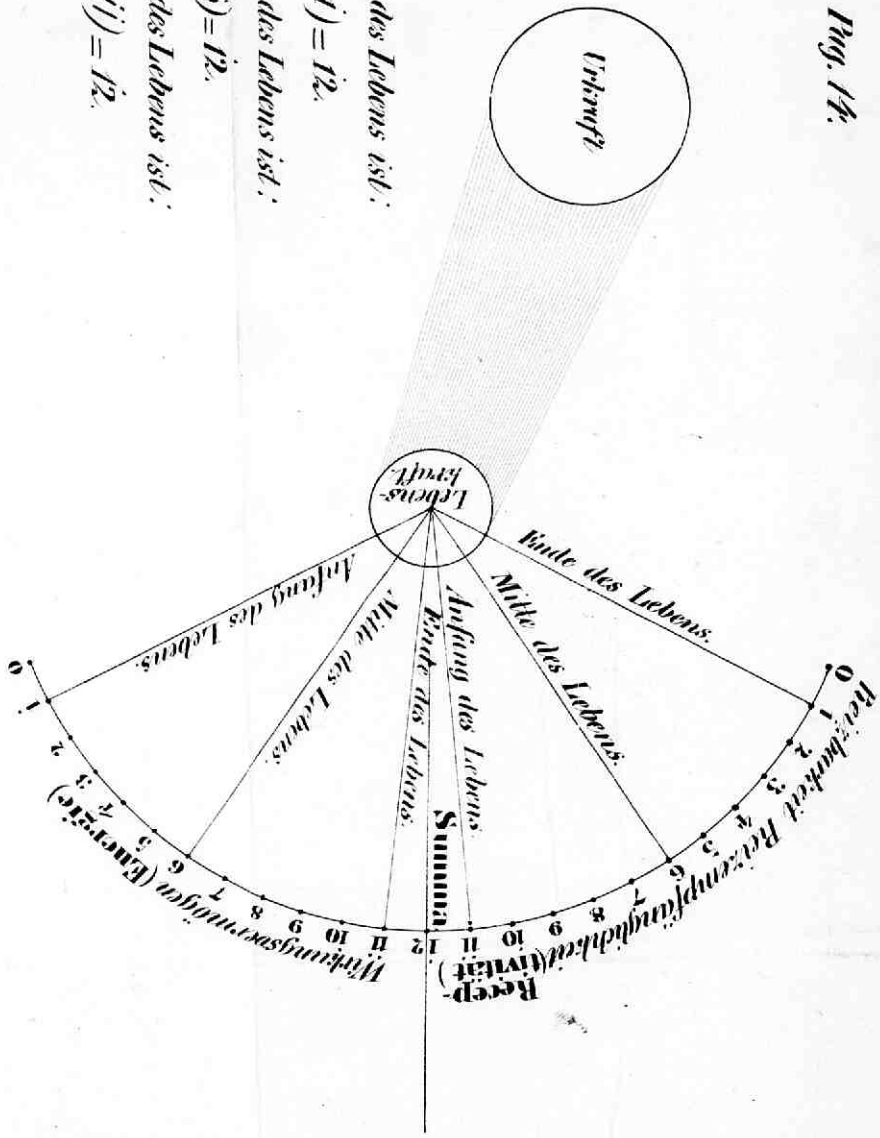 Pag. 14.
Urkraft
des Lebens ist:
i) = 12.
des Lebens ist:
) = 12.
des Lebens ist:
ii) = 12.
Lebens-
kraft.
Ende des Lebens.
Mitte des Lebens.
Anfang des Lebens
Summa.
Ende des Lebens.
Mitte des Lebens.
Anfang des Lebens.
0 1 2 3 4 5 6 7 8 9 10 11 12
11 10 9 8 7 6 5 4 3 2 1 0
Reizbarkeit Reizempfänglichkeit (Recep-
tivität)
Wirkungsvermögen (Energie)